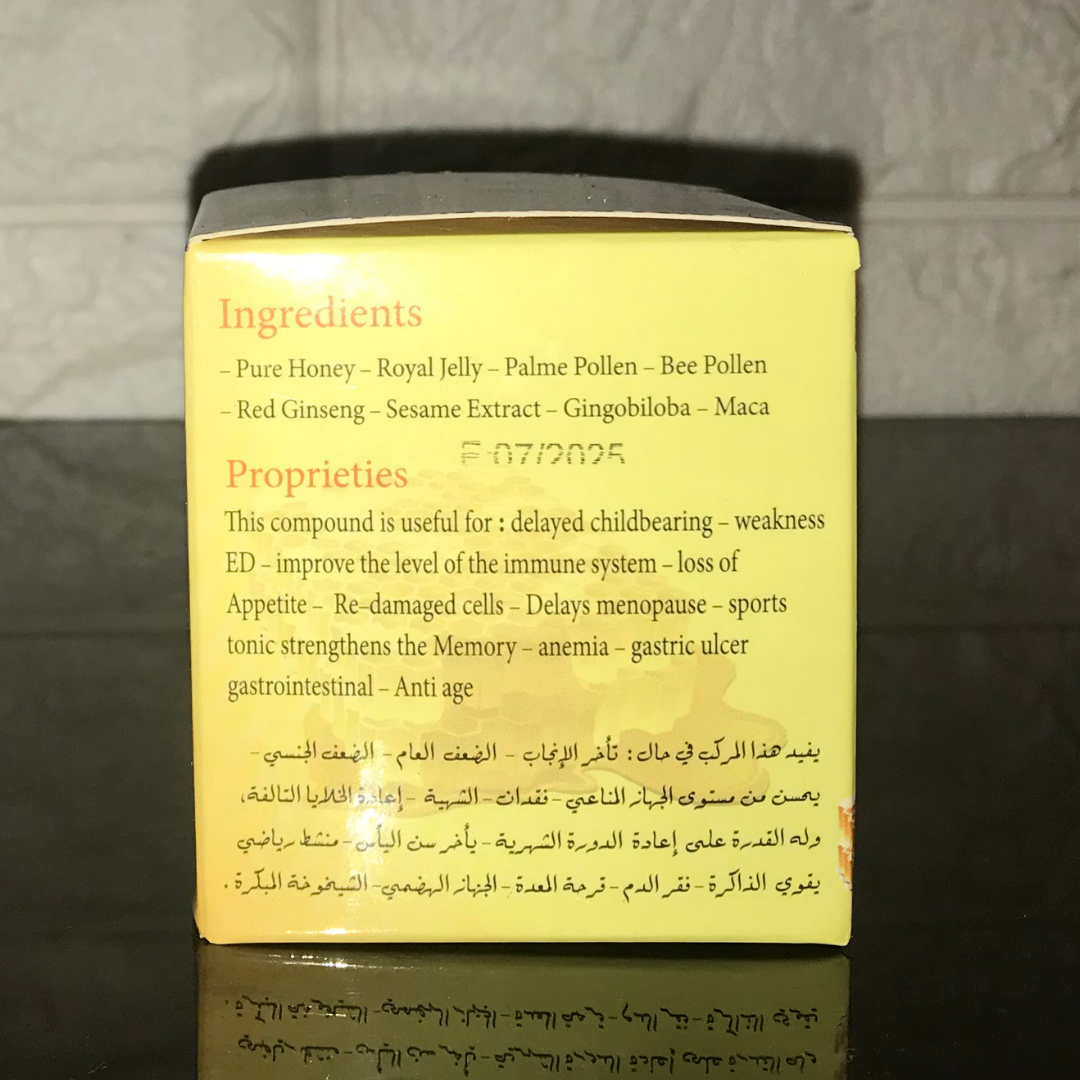 Ingredients
– Pure Honey – Royal Jelly – Palme Pollen – Bee Pollen
– Red Ginseng – Sesame Extract – Gingobiloba – Maca
E 07/2025
Proprieties
This compound is useful for : delayed childbearing – weakness
ED – improve the level of the immune system – loss of
Appetite – Re–damaged cells – Delays menopause – sports
tonic strengthens the Memory – anemia – gastric ulcer
gastrointestinal – Anti age
يفيد هذا المركب في حال : تأخر الإنجاب – الضعف العام – الضعف الجنسي –
يحسن من مستوى الجهاز المناعي – فقدان – الشهية – إعادة الخلايا التالفة،
وله القدرة على إعادة الدورة الشهرية – يأخر سن اليأس – منشط رياضي
يقوي الذاكرة – فقر الدم – قرحة المعدة – الجهاز الهضمي – الشيخوخة المبكرة .